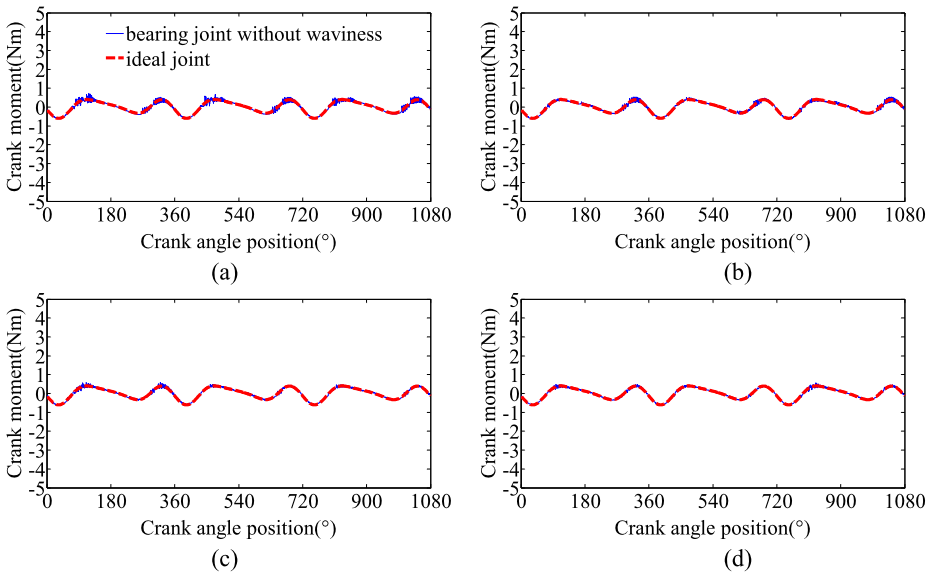 5
4
3
2
1
0
-1
-2
-3
-4
-5
Crank moment(Nm)
bearing joint without waviness
ideal joint
0 180 360 540 720 900 1080
Crank angle position(°)
(a)
5
4
3
2
1
0
-1
-2
-3
-4
-5
Crank moment(Nm)
0 180 360 540 720 900 1080
Crank angle position(°)
(b)
5
4
3
2
1
0
-1
-2
-3
-4
-5
Crank moment(Nm)
0 180 360 540 720 900 1080
Crank angle position(°)
(c)
5
4
3
2
1
0
-1
-2
-3
-4
-5
Crank moment(Nm)
0 180 360 540 720 900 1080
Crank angle position(°)
(d)